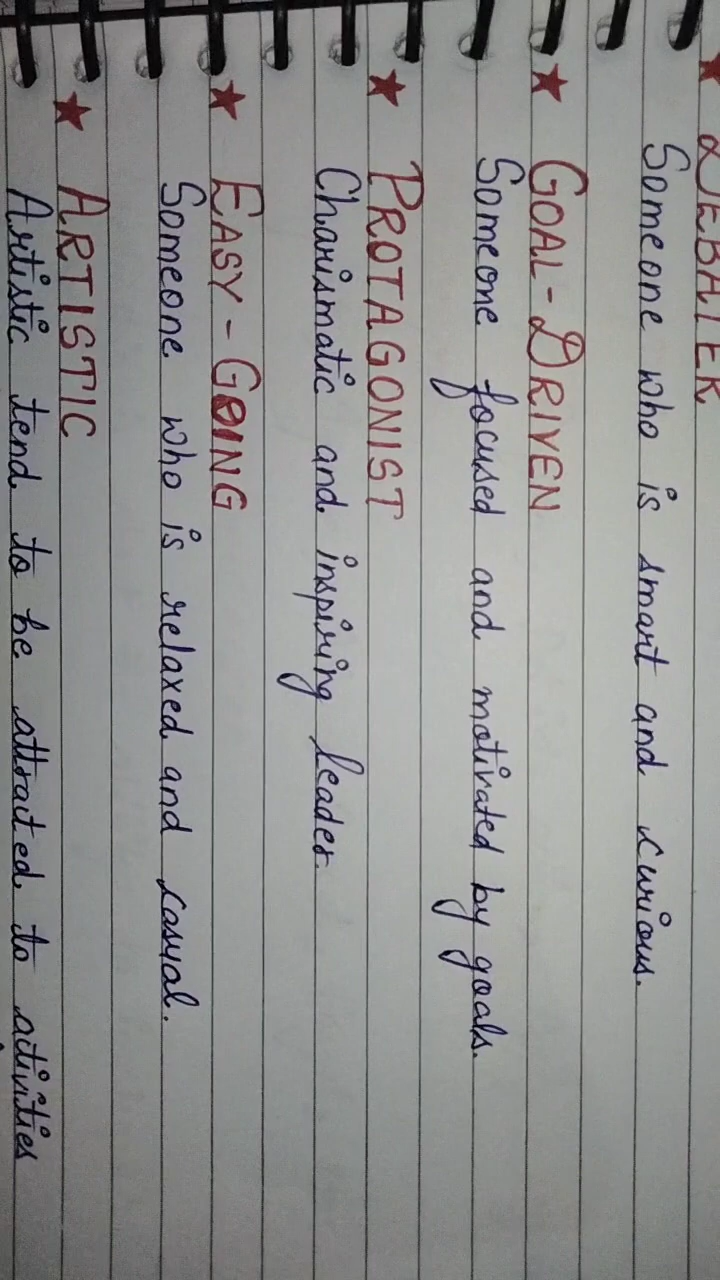 ★ DEBATER
Someone who is smart and curious.
★ GOAL-DRIVEN
Someone focused and motivated by goals.
★ PROTAGONIST
Charismatic and inspiring leader.
★ EASY-GOING
Someone who is relaxed and casual.
★ ARTISTIC
Artistic tend to be attracted to activities